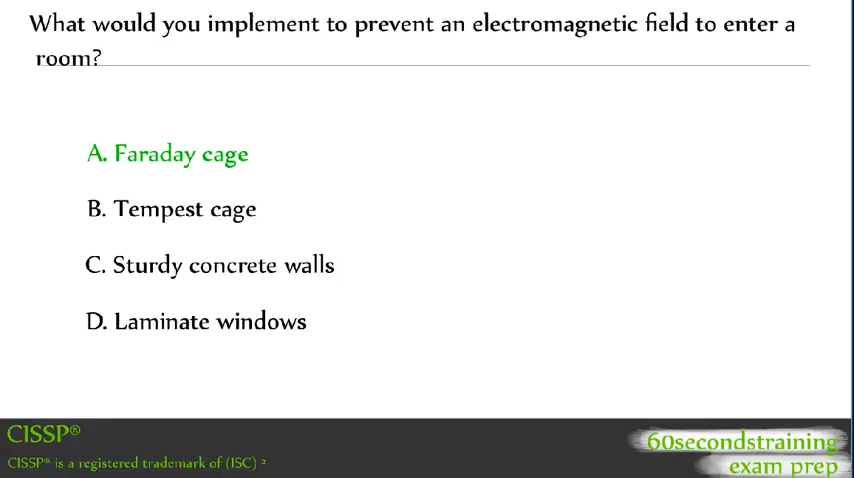 What would you implement to prevent an electromagnetic field to enter a
room?
A. Faraday cage
B. Tempest cage
C. Sturdy concrete walls
D. Laminate windows
CISSP®
CISSP® is a registered trademark of (ISC) ²
60secondstraining
exam prep